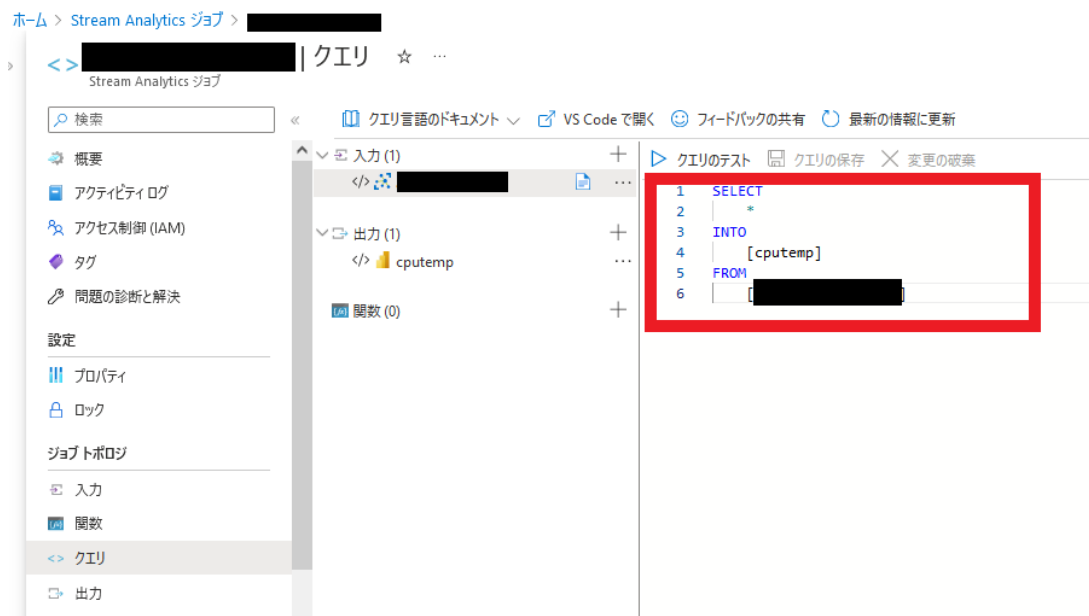 ホーム > Stream Analytics ジョブ >
| クエリ ☆ …
Stream Analytics ジョブ
検索
«
クエリ言語のドキュメント
VS Code で開く
フィードバックの共有
最新の情報に更新
概要
アクティビティ ログ
アクセス制御 (IAM)
タグ
問題の診断と解決
設定
プロパティ
ロック
ジョブ トポロジ
入力
関数
クエリ
出力
入力 (1)
</>
出力 (1)
</> cputemp
関数 (0)
クエリのテスト
クエリの保存
変更の破棄
1 SELECT
2 *
3 INTO
4 [cputemp]
5 FROM
6 [ ]